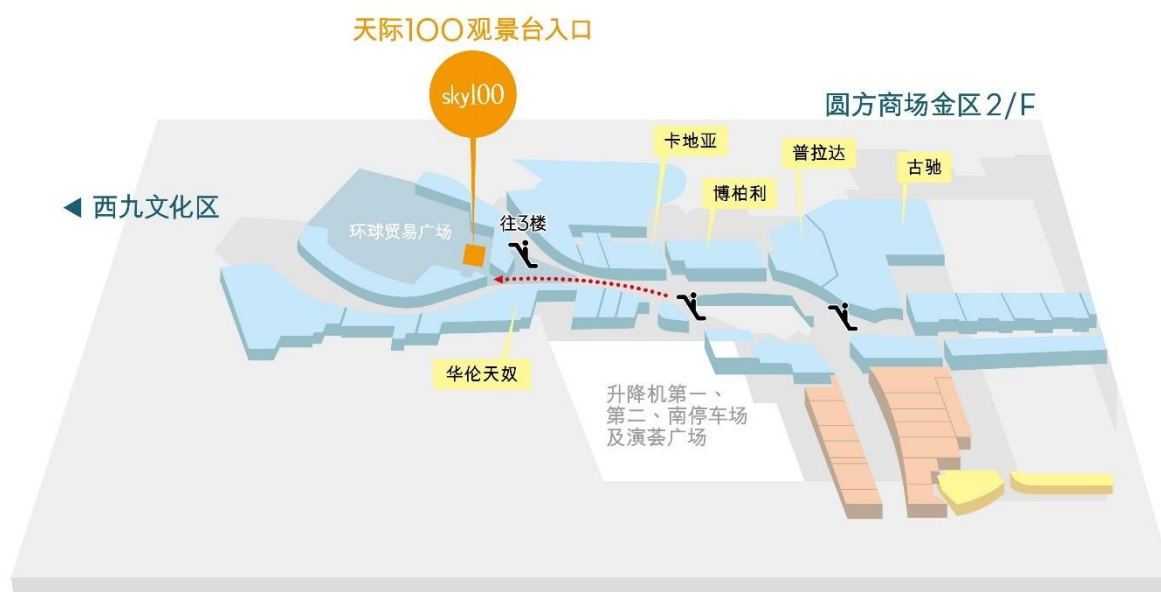 天际100观景台入口
sky100
圆方商场金区2/F
卡地亚
普拉达
古驰
博柏利
◀ 西九文化区
往3楼
环球贸易广场
华伦天奴
升降机第一、
第二、南停车场
及演荟广场